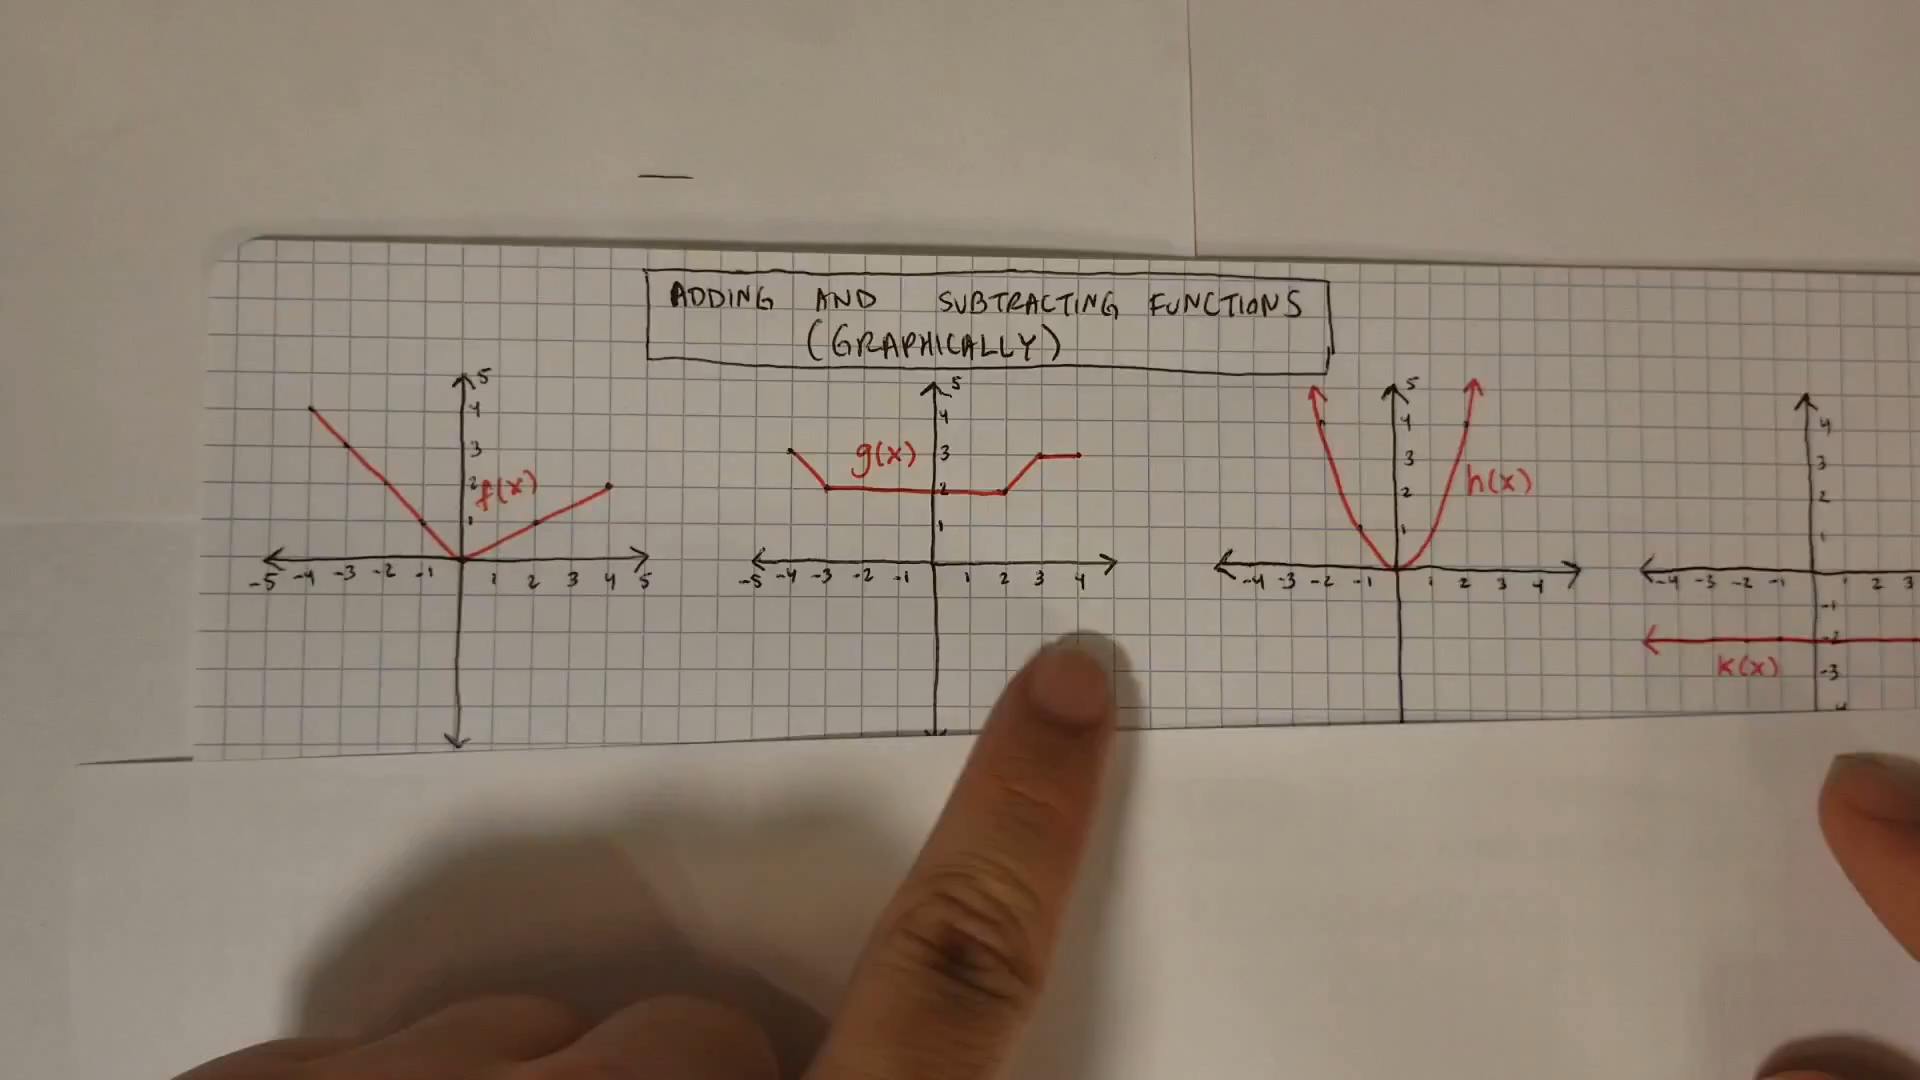 ADDING AND SUBTRACTING FUNCTIONS
(GRAPHICALLY)
5
4
3
2
1
f(x)
-5 -4 -3 -2 -1 1 2 3 4 5
5
4
3
2
1
g(x)
-5 -4 -3 -2 -1 1 2 3 4
5
4
3
2
1
h(x)
-4 -3 -2 -1 1 2 3 4
4
3
2
1
-4 -3 -2 -1 1 2 3
-1
-2
-3
k(x)